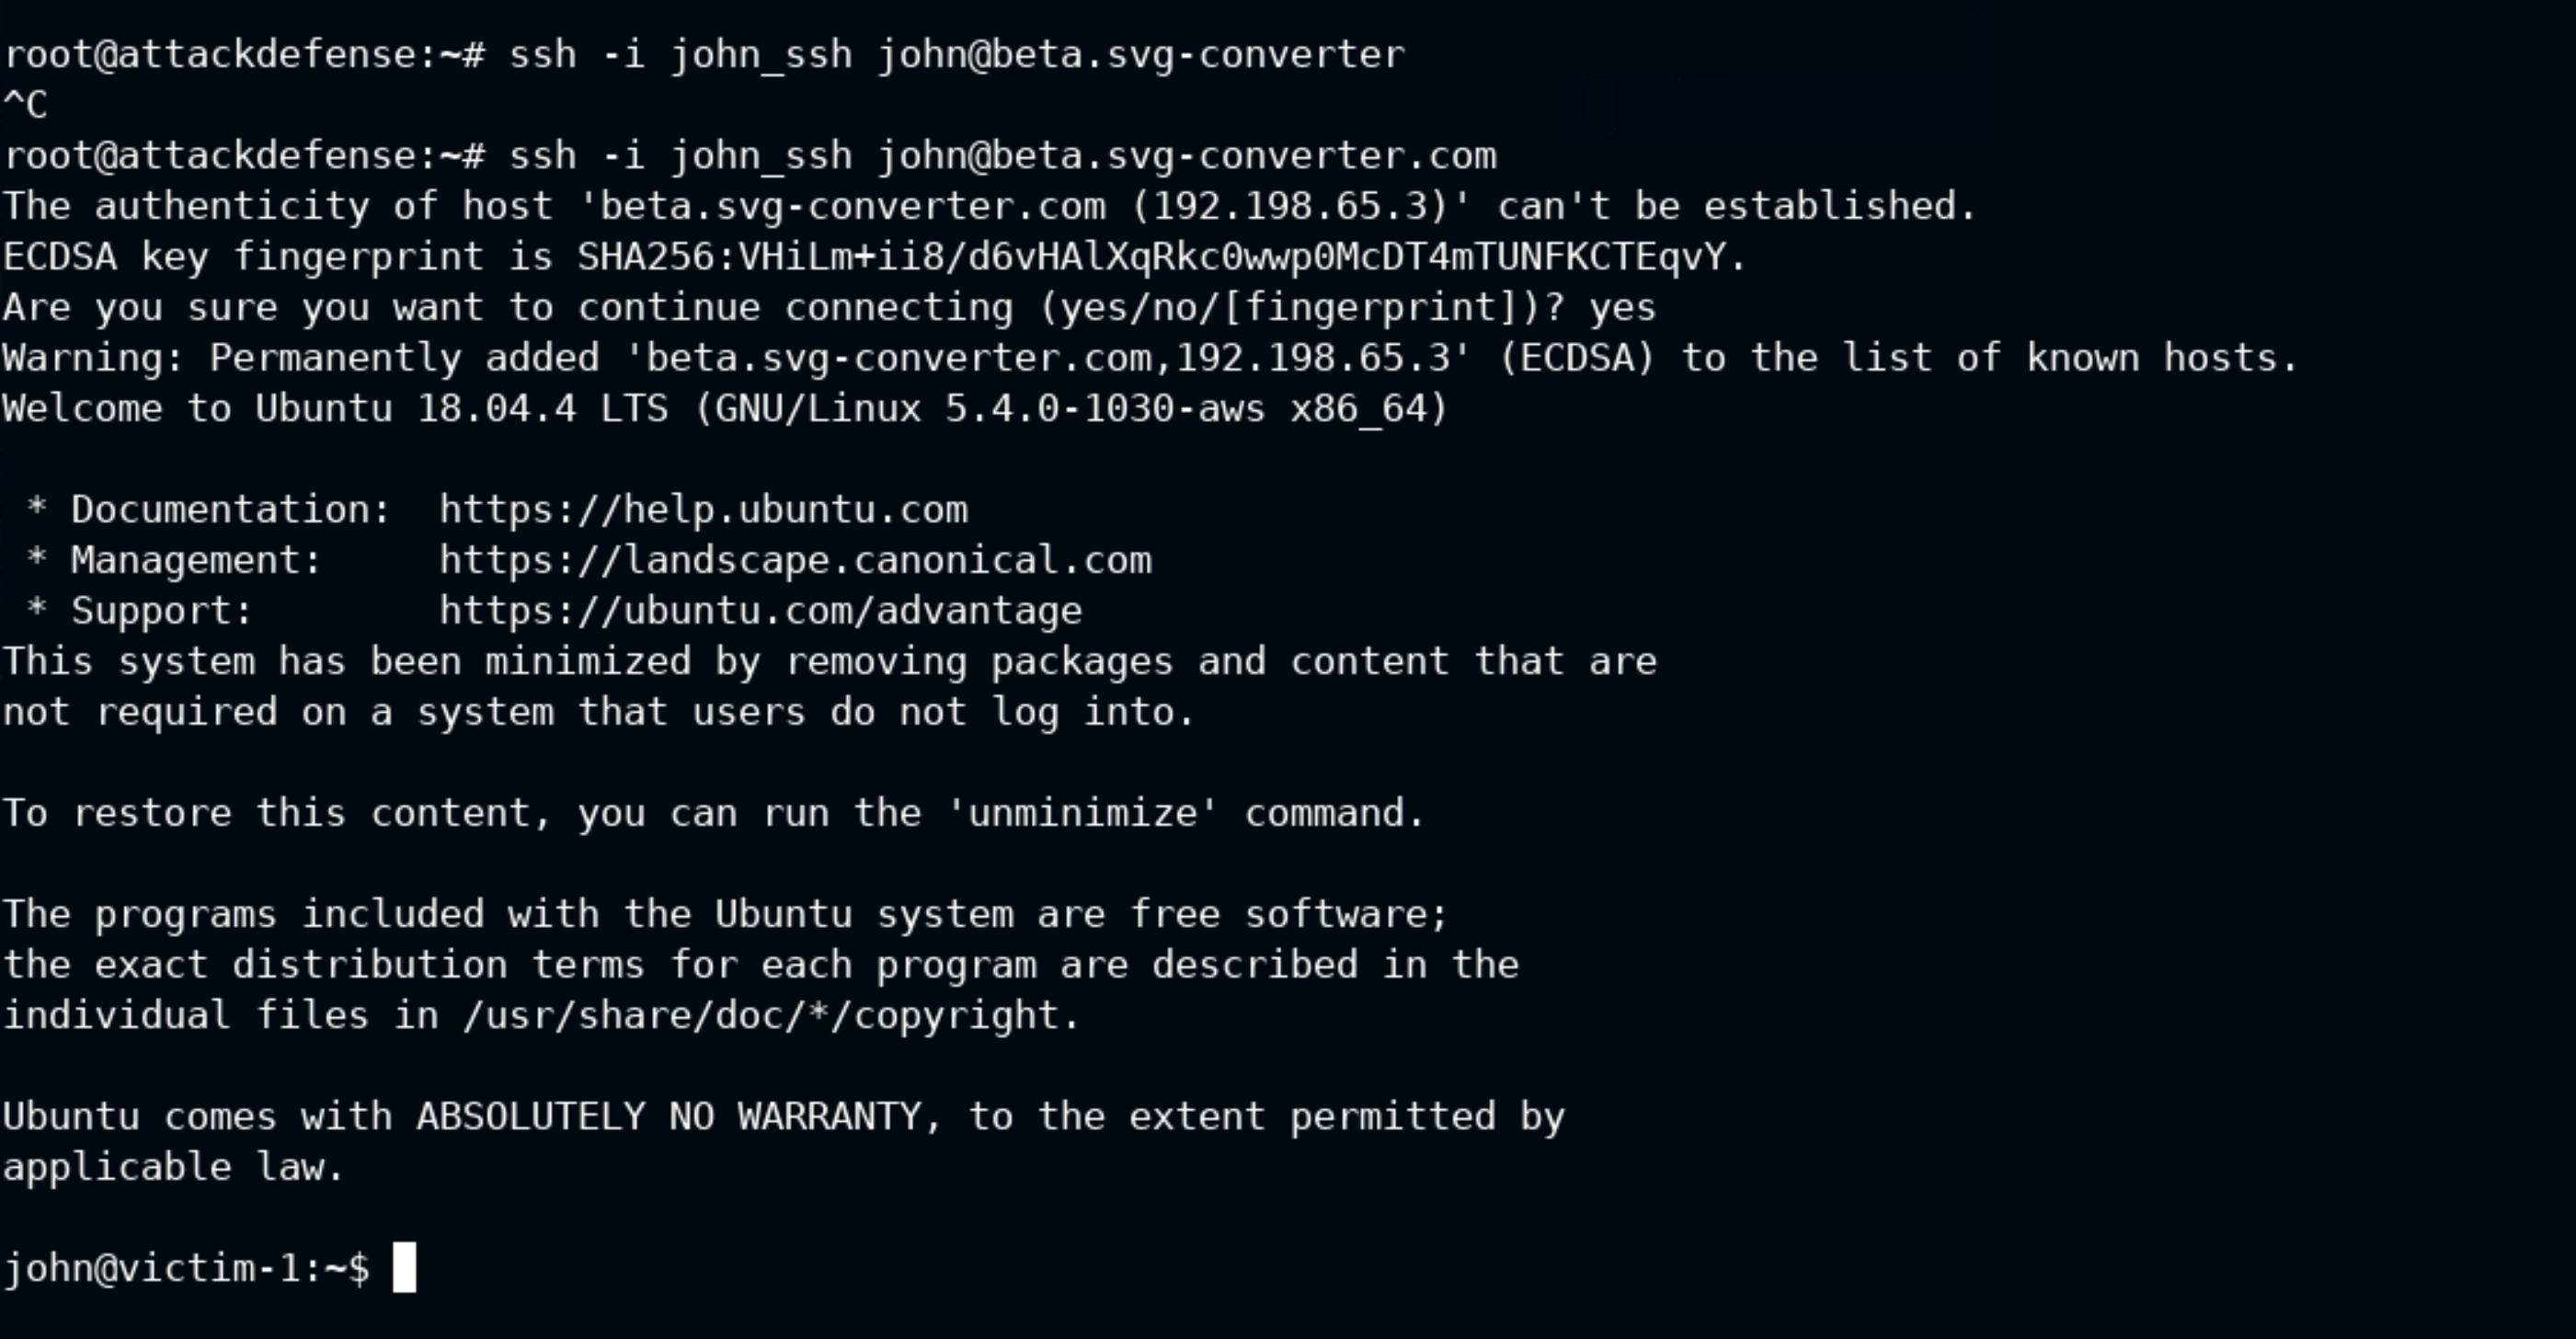 root@attackdefense:~# ssh -i john_ssh john@beta.svg-converter
^C
root@attackdefense:~# ssh -i john_ssh john@beta.svg-converter.com
The authenticity of host 'beta.svg-converter.com (192.198.65.3)' can't be established.
ECDSA key fingerprint is SHA256:VHiLm+ii8/d6vHAlXqRkc0wwp0McDT4mTUNFKCTEqvY.
Are you sure you want to continue connecting (yes/no/[fingerprint])? yes
Warning: Permanently added 'beta.svg-converter.com,192.198.65.3' (ECDSA) to the list of known hosts.
Welcome to Ubuntu 18.04.4 LTS (GNU/Linux 5.4.0-1030-aws x86_64)

 * Documentation:  https://help.ubuntu.com
 * Management:     https://landscape.canonical.com
 * Support:        https://ubuntu.com/advantage
This system has been minimized by removing packages and content that are
not required on a system that users do not log into.

To restore this content, you can run the 'unminimize' command.

The programs included with the Ubuntu system are free software;
the exact distribution terms for each program are described in the
individual files in /usr/share/doc/*/copyright.

Ubuntu comes with ABSOLUTELY NO WARRANTY, to the extent permitted by
applicable law.

john@victim-1:~$